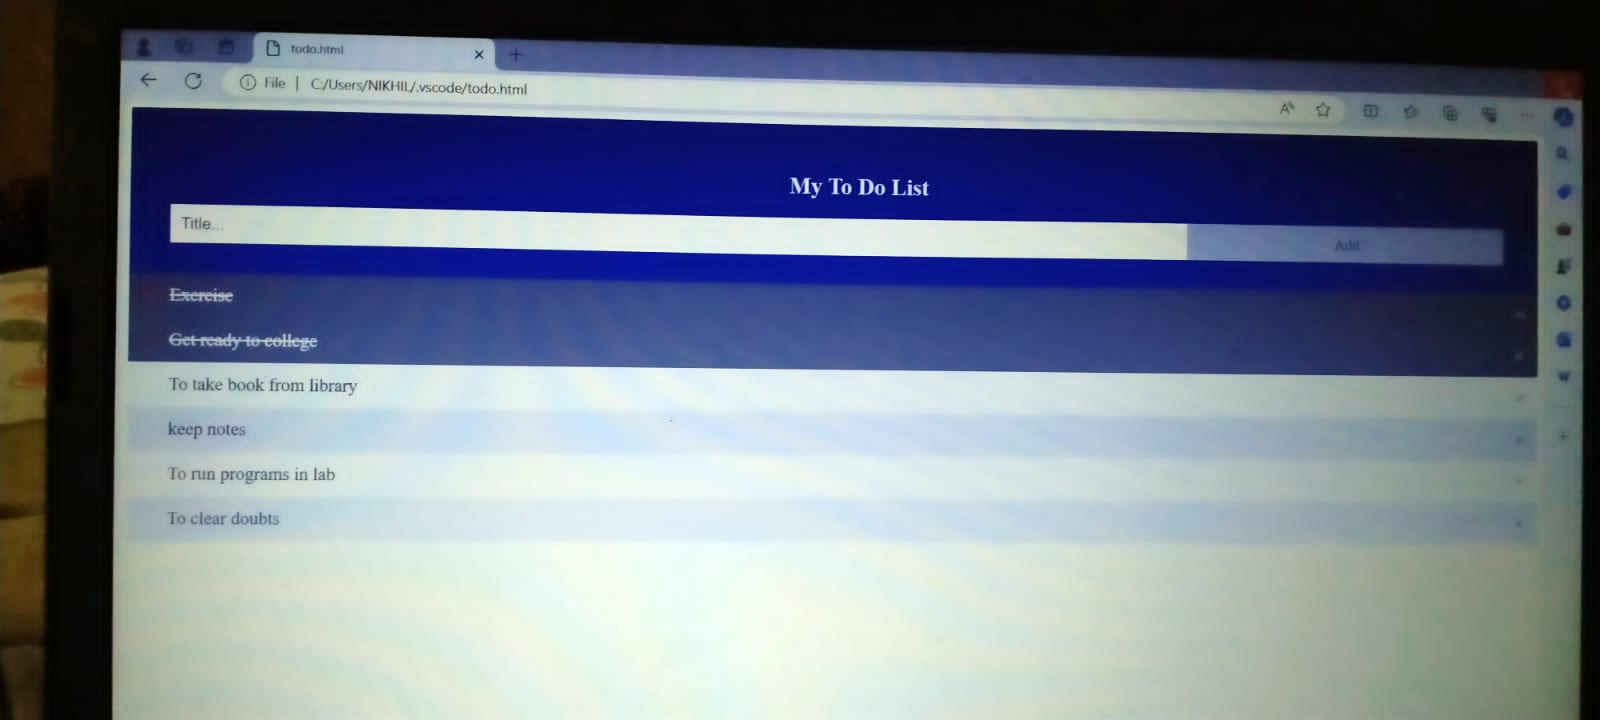 todo.html
File | C:/Users/NIKHIL/.vscode/todo.html
My To Do List
Title...
Add
Exercise
Get ready to college
To take book from library
keep notes
To run programs in lab
To clear doubts